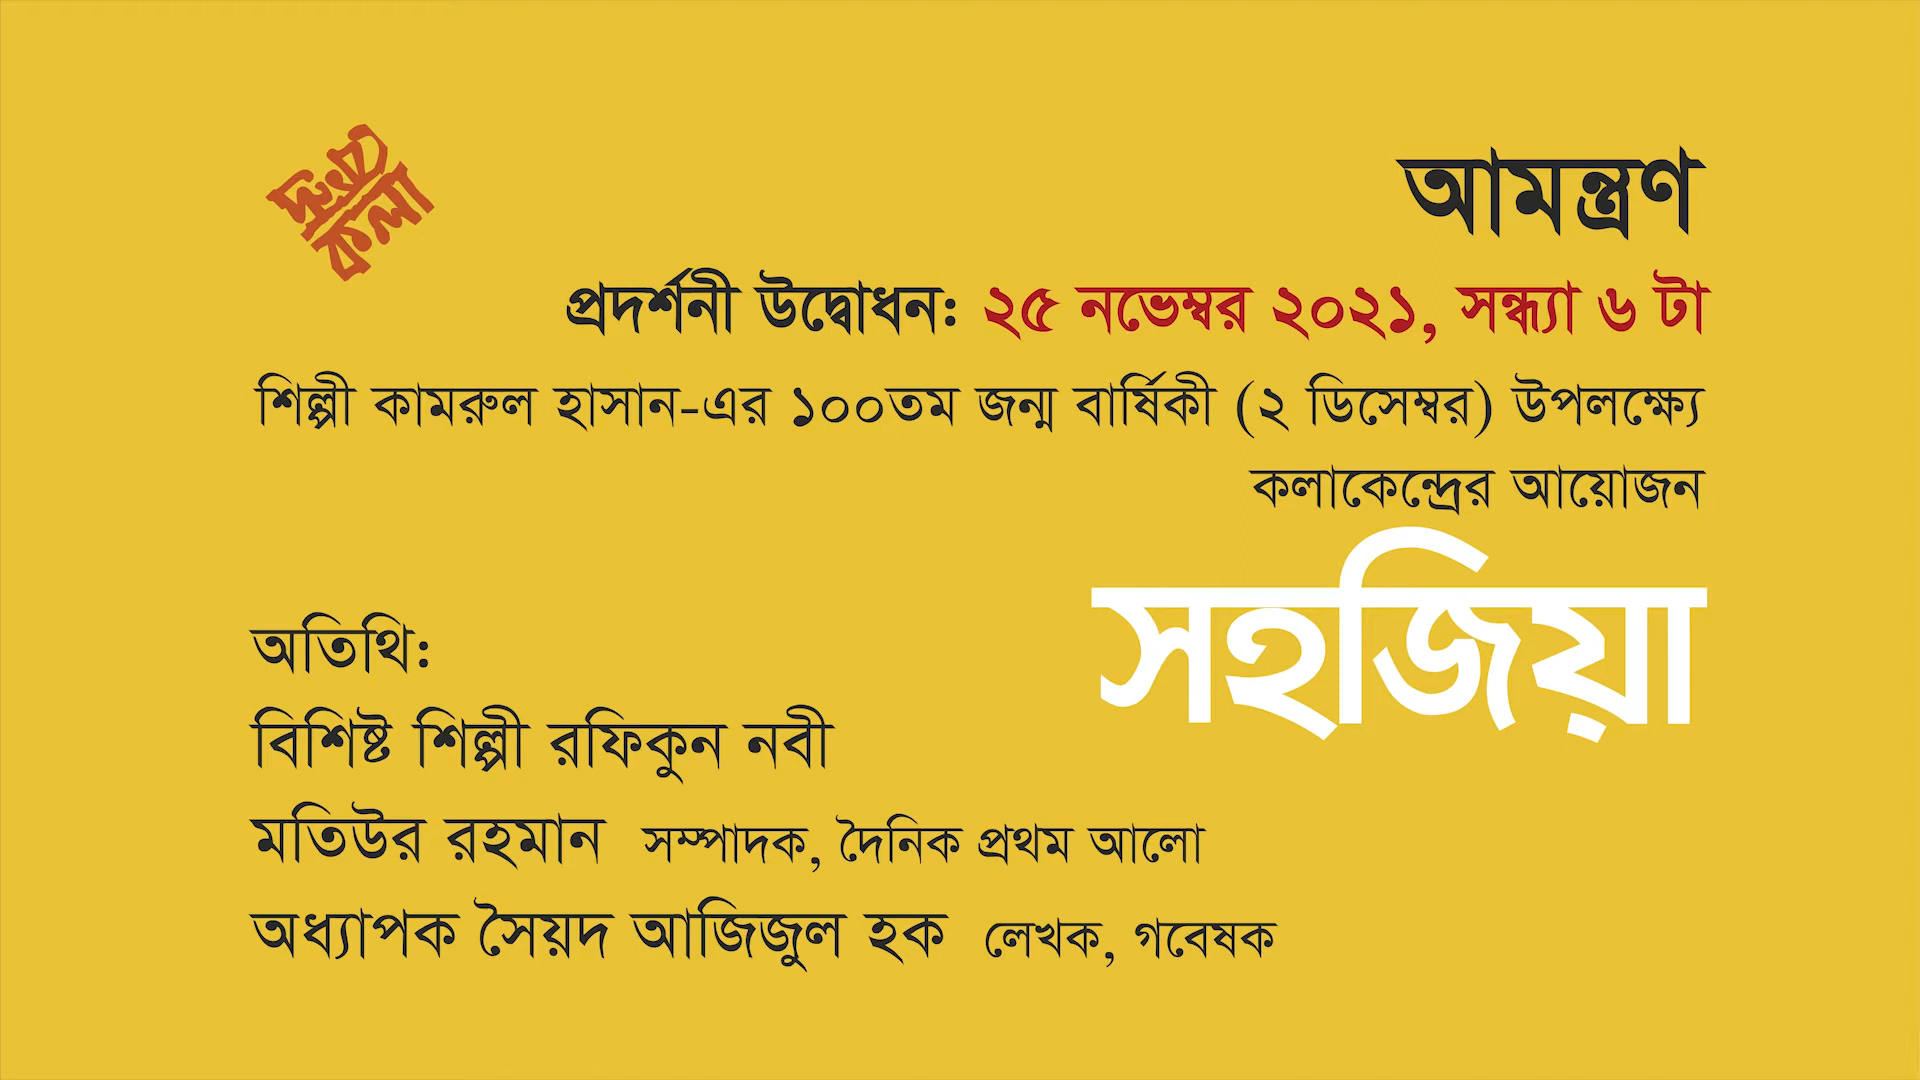 আমন্ত্রণ
প্রদর্শনী উদ্বোধন: ২৫ নভেম্বর ২০২১, সন্ধ্যা ৬ টা
শিল্পী কামরুল হাসান-এর ১০০তম জন্ম বার্ষিকী (২ ডিসেম্বর) উপলক্ষ্যে
কলাকেন্দ্রের আয়োজন
সহজিয়া
অতিথি:
বিশিষ্ট শিল্পী রফিকুন নবী
মতিউর রহমান সম্পাদক, দৈনিক প্রথম আলো
অধ্যাপক সৈয়দ আজিজুল হক লেখক, গবেষক
কলা